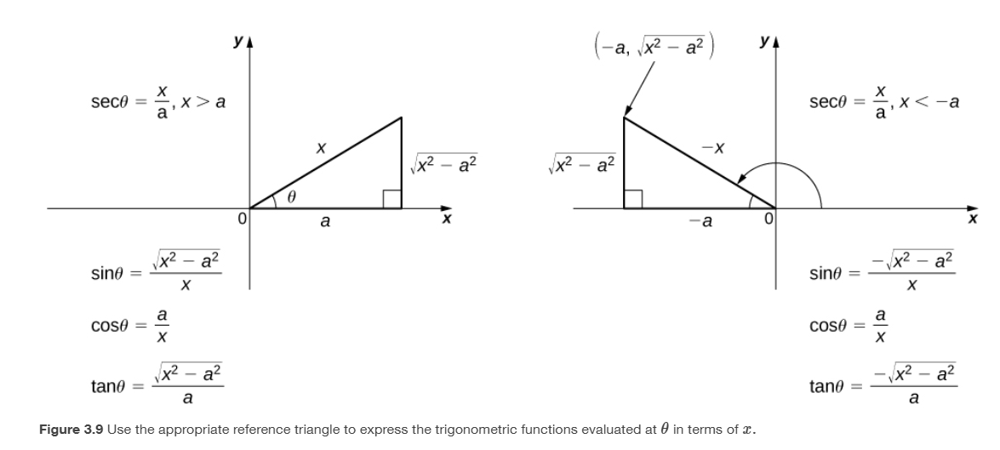 y
secθ = x/a, x > a
x
√x² − a²
θ
0
a
x
sinθ = √x² − a² / x
cosθ = a/x
tanθ = √x² − a² / a
(−a, √x² − a²)
y
secθ = x/a, x < −a
−x
√x² − a²
−a
0
x
sinθ = −√x² − a² / x
cosθ = a/x
tanθ = −√x² − a² / a
Figure 3.9 Use the appropriate reference triangle to express the trigonometric functions evaluated at θ in terms of x.